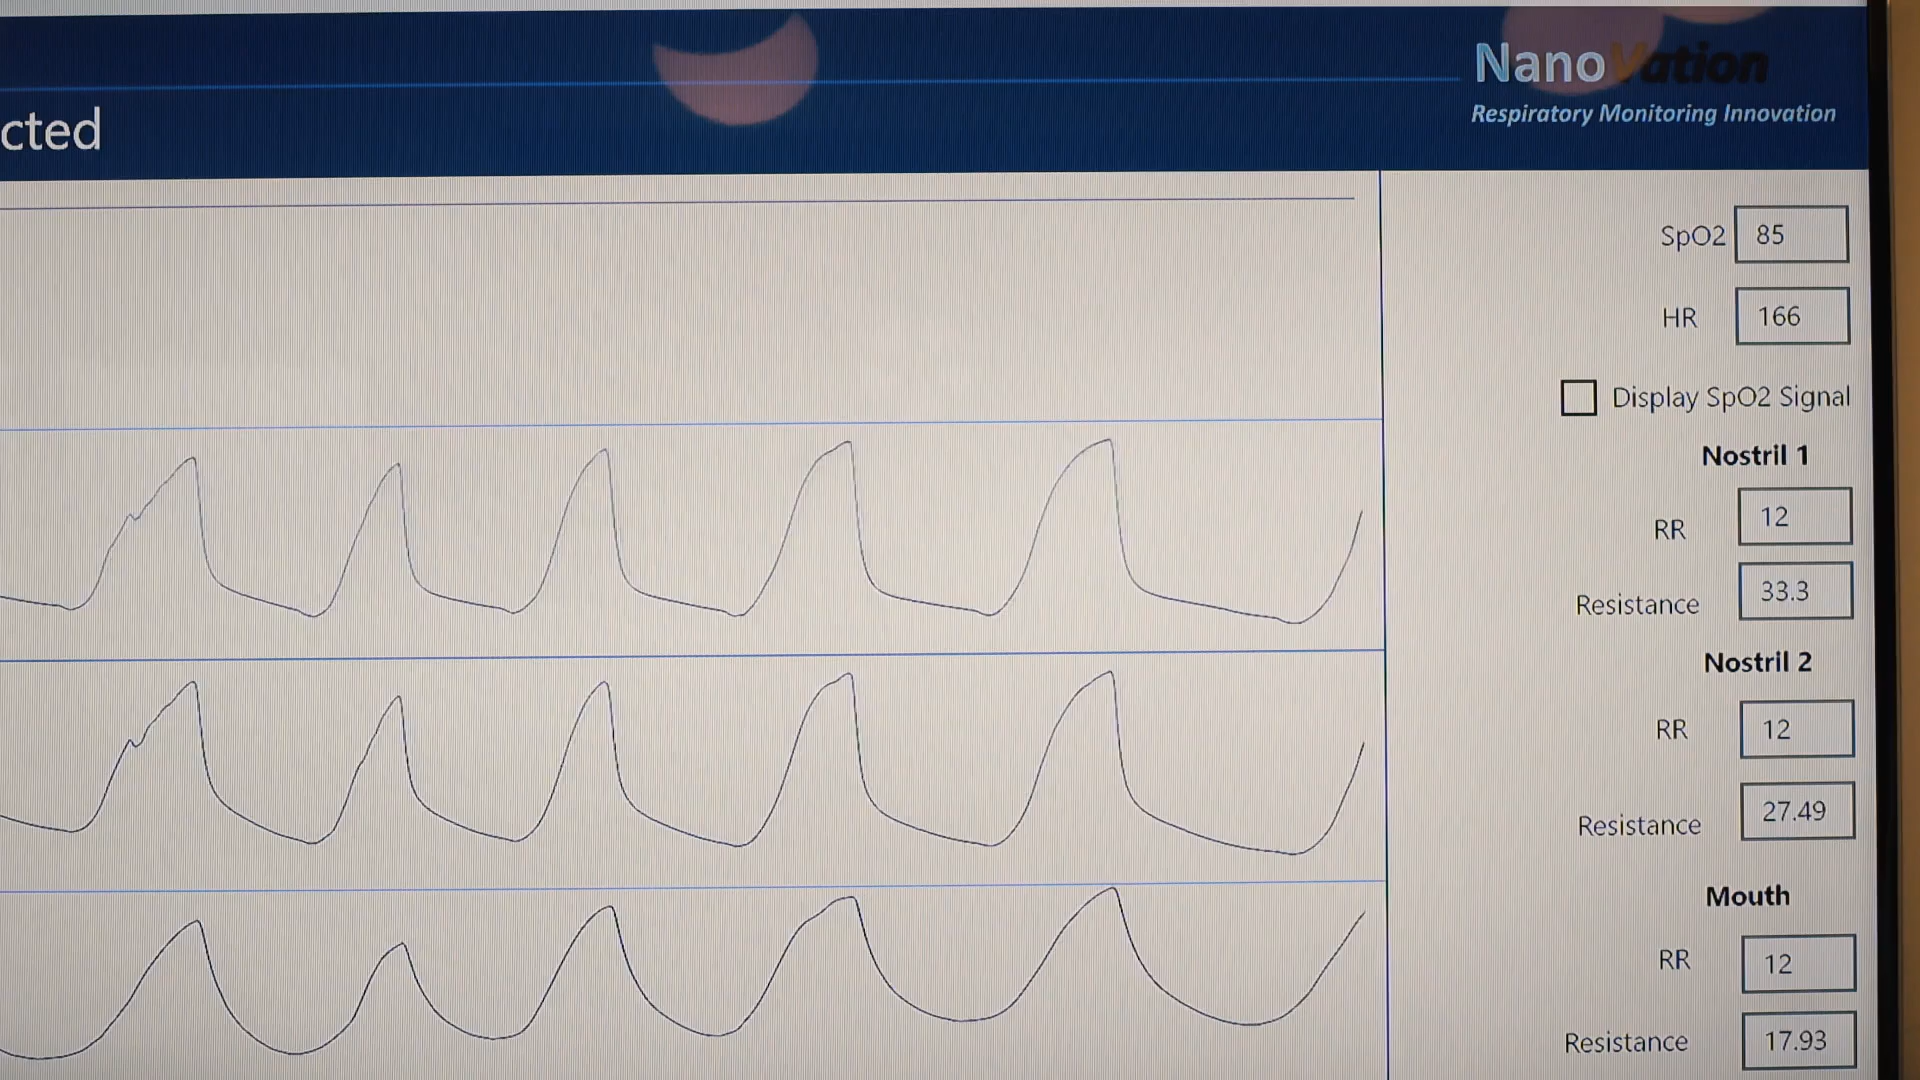 NanoVation
Respiratory Monitoring Innovation
cted
SpO2 85
HR 166
Display SpO2 Signal
Nostril 1
RR 12
Resistance 33.3
Nostril 2
RR 12
Resistance 27.49
Mouth
RR 12
Resistance 17.93